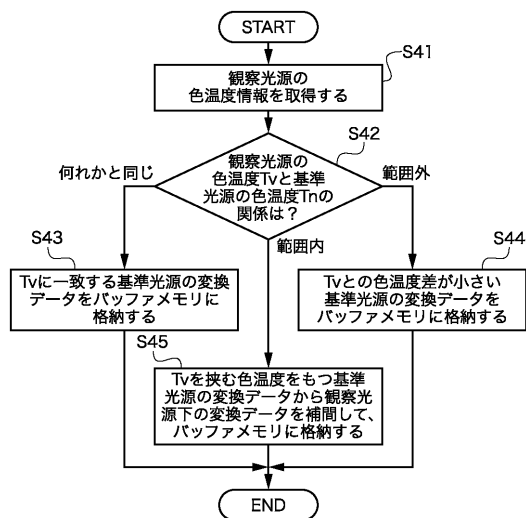 START
S41
観察光源の
色温度情報を取得する
S42
観察光源の
色温度Tvと基準
光源の色温度Tnの
関係は？
何れかと同じ
範囲外
範囲内
S43
Tvに一致する基準光源の変換
データをバッファメモリに
格納する
S44
Tvとの色温度差が小さい
基準光源の変換データを
バッファメモリに格納する
S45
Tvを挟む色温度をもつ基準
光源の変換データから観察光
源下の変換データを補間して、
バッファメモリに格納する
END